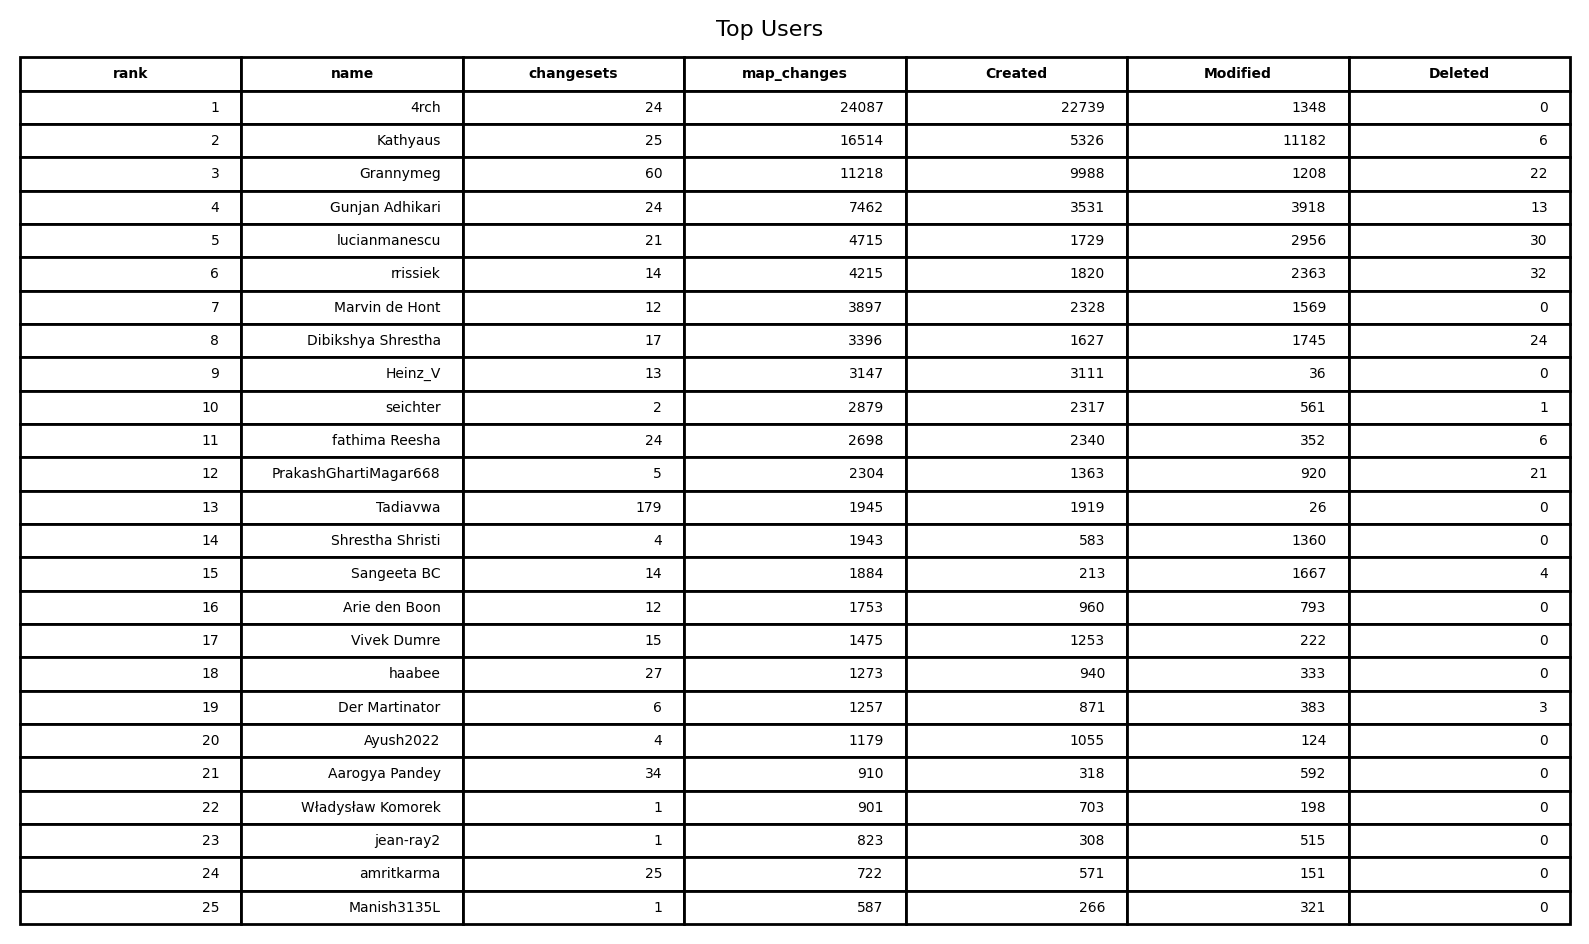 Top Users
rank name changesets map_changes Created Modified Deleted
1 4rch 24 24087 22739 1348 0
2 Kathyaus 25 16514 5326 11182 6
3 Grannymeg 60 11218 9988 1208 22
4 Gunjan Adhikari 24 7462 3531 3918 13
5 lucianmanescu 21 4715 1729 2956 30
6 rrissiek 14 4215 1820 2363 32
7 Marvin de Hont 12 3897 2328 1569 0
8 Dibikshya Shrestha 17 3396 1627 1745 24
9 Heinz_V 13 3147 3111 36 0
10 seichter 2 2879 2317 561 1
11 fathima Reesha 24 2698 2340 352 6
12 PrakashGhartiMagar668 5 2304 1363 920 21
13 Tadiavwa 179 1945 1919 26 0
14 Shrestha Shristi 4 1943 583 1360 0
15 Sangeeta BC 14 1884 213 1667 4
16 Arie den Boon 12 1753 960 793 0
17 Vivek Dumre 15 1475 1253 222 0
18 haabee 27 1273 940 333 0
19 Der Martinator 6 1257 871 383 3
20 Ayush2022 4 1179 1055 124 0
21 Aarogya Pandey 34 910 318 592 0
22 Władysław Komorek 1 901 703 198 0
23 jean-ray2 1 823 308 515 0
24 amritkarma 25 722 571 151 0
25 Manish3135L 1 587 266 321 0